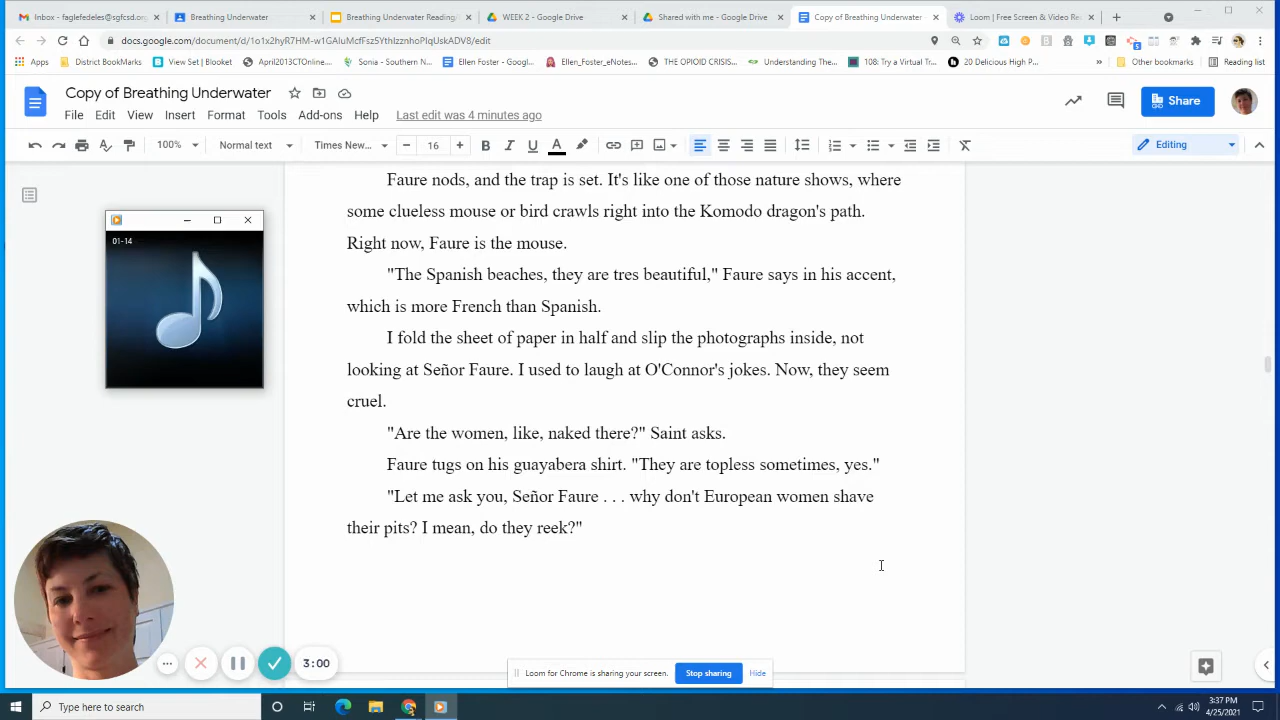 Inbox - faglefedeles@sgfcsd.org
Breathing Underwater
Breathing Underwater Reading/
WEEK 2 - Google Drive
Shared with me - Google Drive
Copy of Breathing Underwater
Loom | Free Screen & Video Re
docs.google.com/document/d/1o1x2hyR7HM-w1GAluMcfFsz5YthIzznhoPlqUskADV8/edit
Apps
District BookMarks
View Set | Blooket
April2013CTOnline...
Sonia - Southern N...
Ellen Foster - Googl...
Ellen_Foster_eNotes...
THE OPIOID CRISIS...
Understanding The...
108: Try a Virtual Tr...
20 Delicious High P...
»
Other bookmarks
Reading list
Copy of Breathing Underwater
File
Edit
View
Insert
Format
Tools
Add-ons
Help
Last edit was 4 minutes ago
Share
100%
Normal text
Times New...
16
B
I
U
A
Editing
01-14
Faure nods, and the trap is set. It's like one of those nature shows, where
some clueless mouse or bird crawls right into the Komodo dragon's path.
Right now, Faure is the mouse.
"The Spanish beaches, they are tres beautiful," Faure says in his accent,
which is more French than Spanish.
I fold the sheet of paper in half and slip the photographs inside, not
looking at Señor Faure. I used to laugh at O'Connor's jokes. Now, they seem
cruel.
"Are the women, like, naked there?" Saint asks.
Faure tugs on his guayabera shirt. "They are topless sometimes, yes."
"Let me ask you, Señor Faure . . . why don't European women shave
their pits? I mean, do they reek?"
3:00
Loom for Chrome is sharing your screen.
Stop sharing
Hide
Type here to search
3:37 PM
4/25/2021